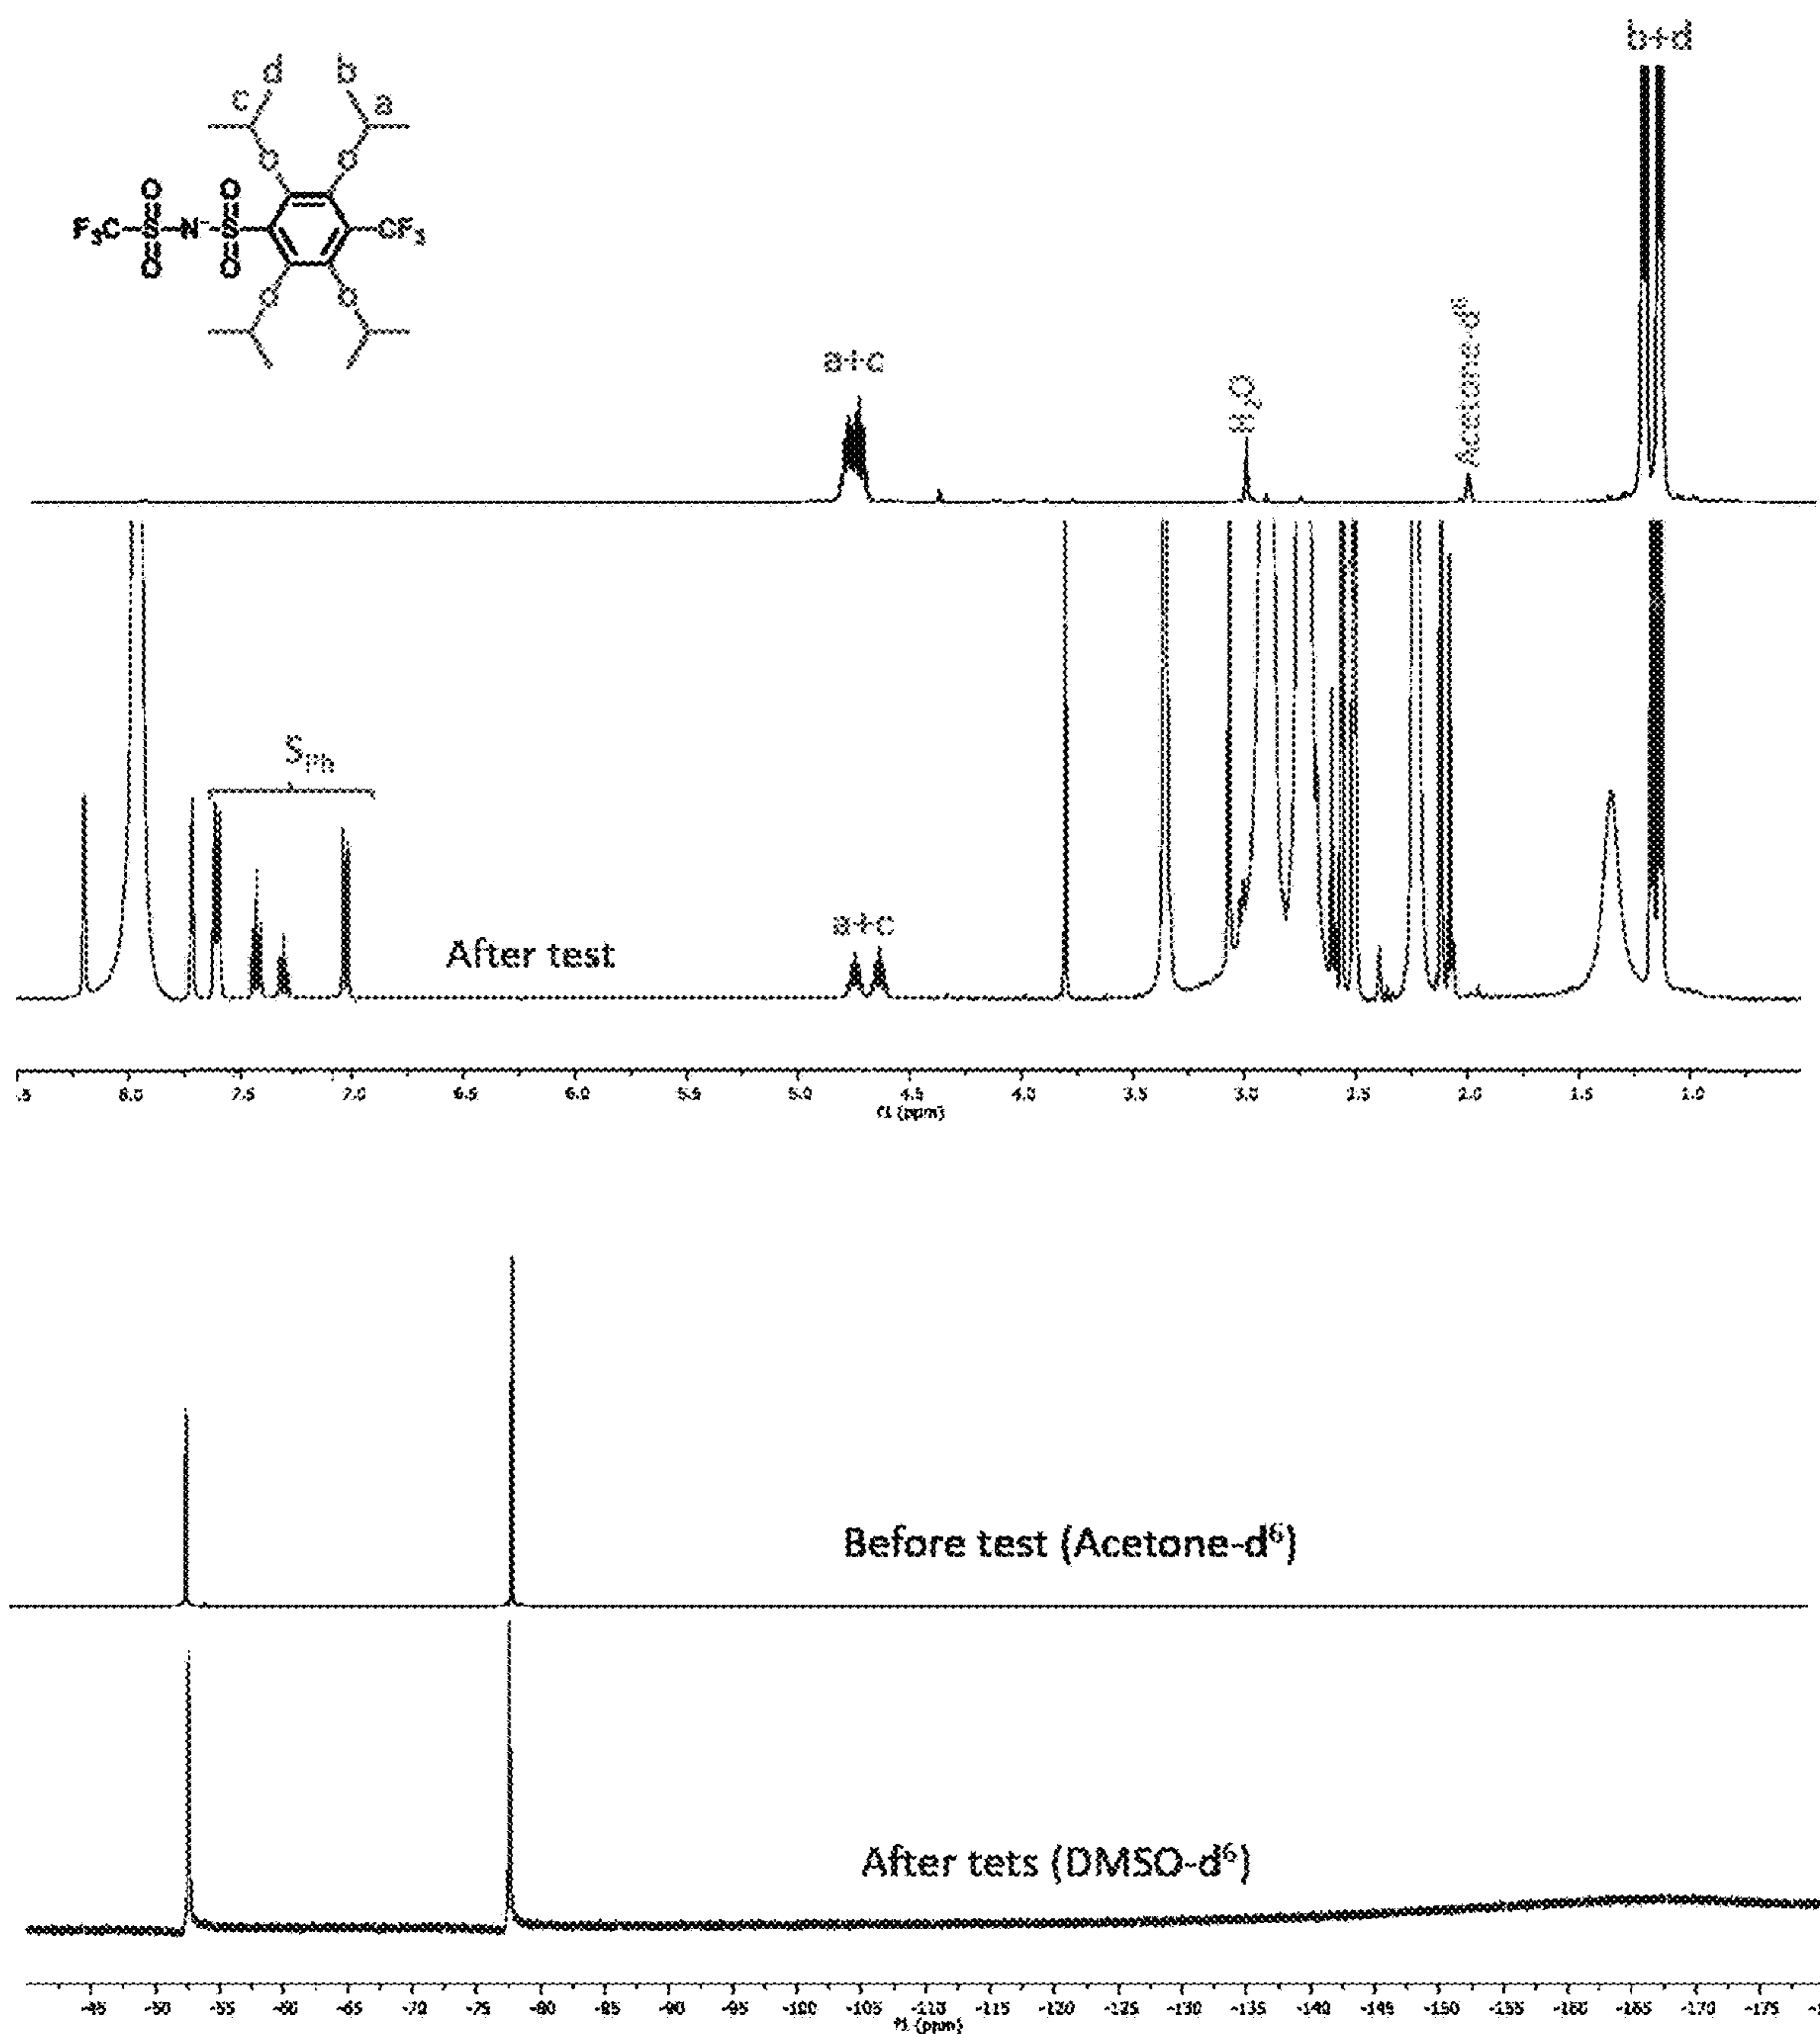 b+d
d b
c a
O O
O O
F₃C S N⁻ S CF₃
O O
O O
a+c
H₂O
Acetone-d⁶
S_Ph
a+c
After test
.5 8.0 7.5 7.0 6.5 6.0 5.5 5.0 4.5 4.0 3.5 3.0 2.5 2.0 1.5 1.0
f1 (ppm)
Before test (Acetone-d⁶)
After tets (DMSO-d⁶)
-45 -50 -55 -60 -65 -70 -75 -80 -85 -90 -95 -100 -105 -110 -115 -120 -125 -130 -135 -140 -145 -150 -155 -160 -165 -170 -175
f1 (ppm)